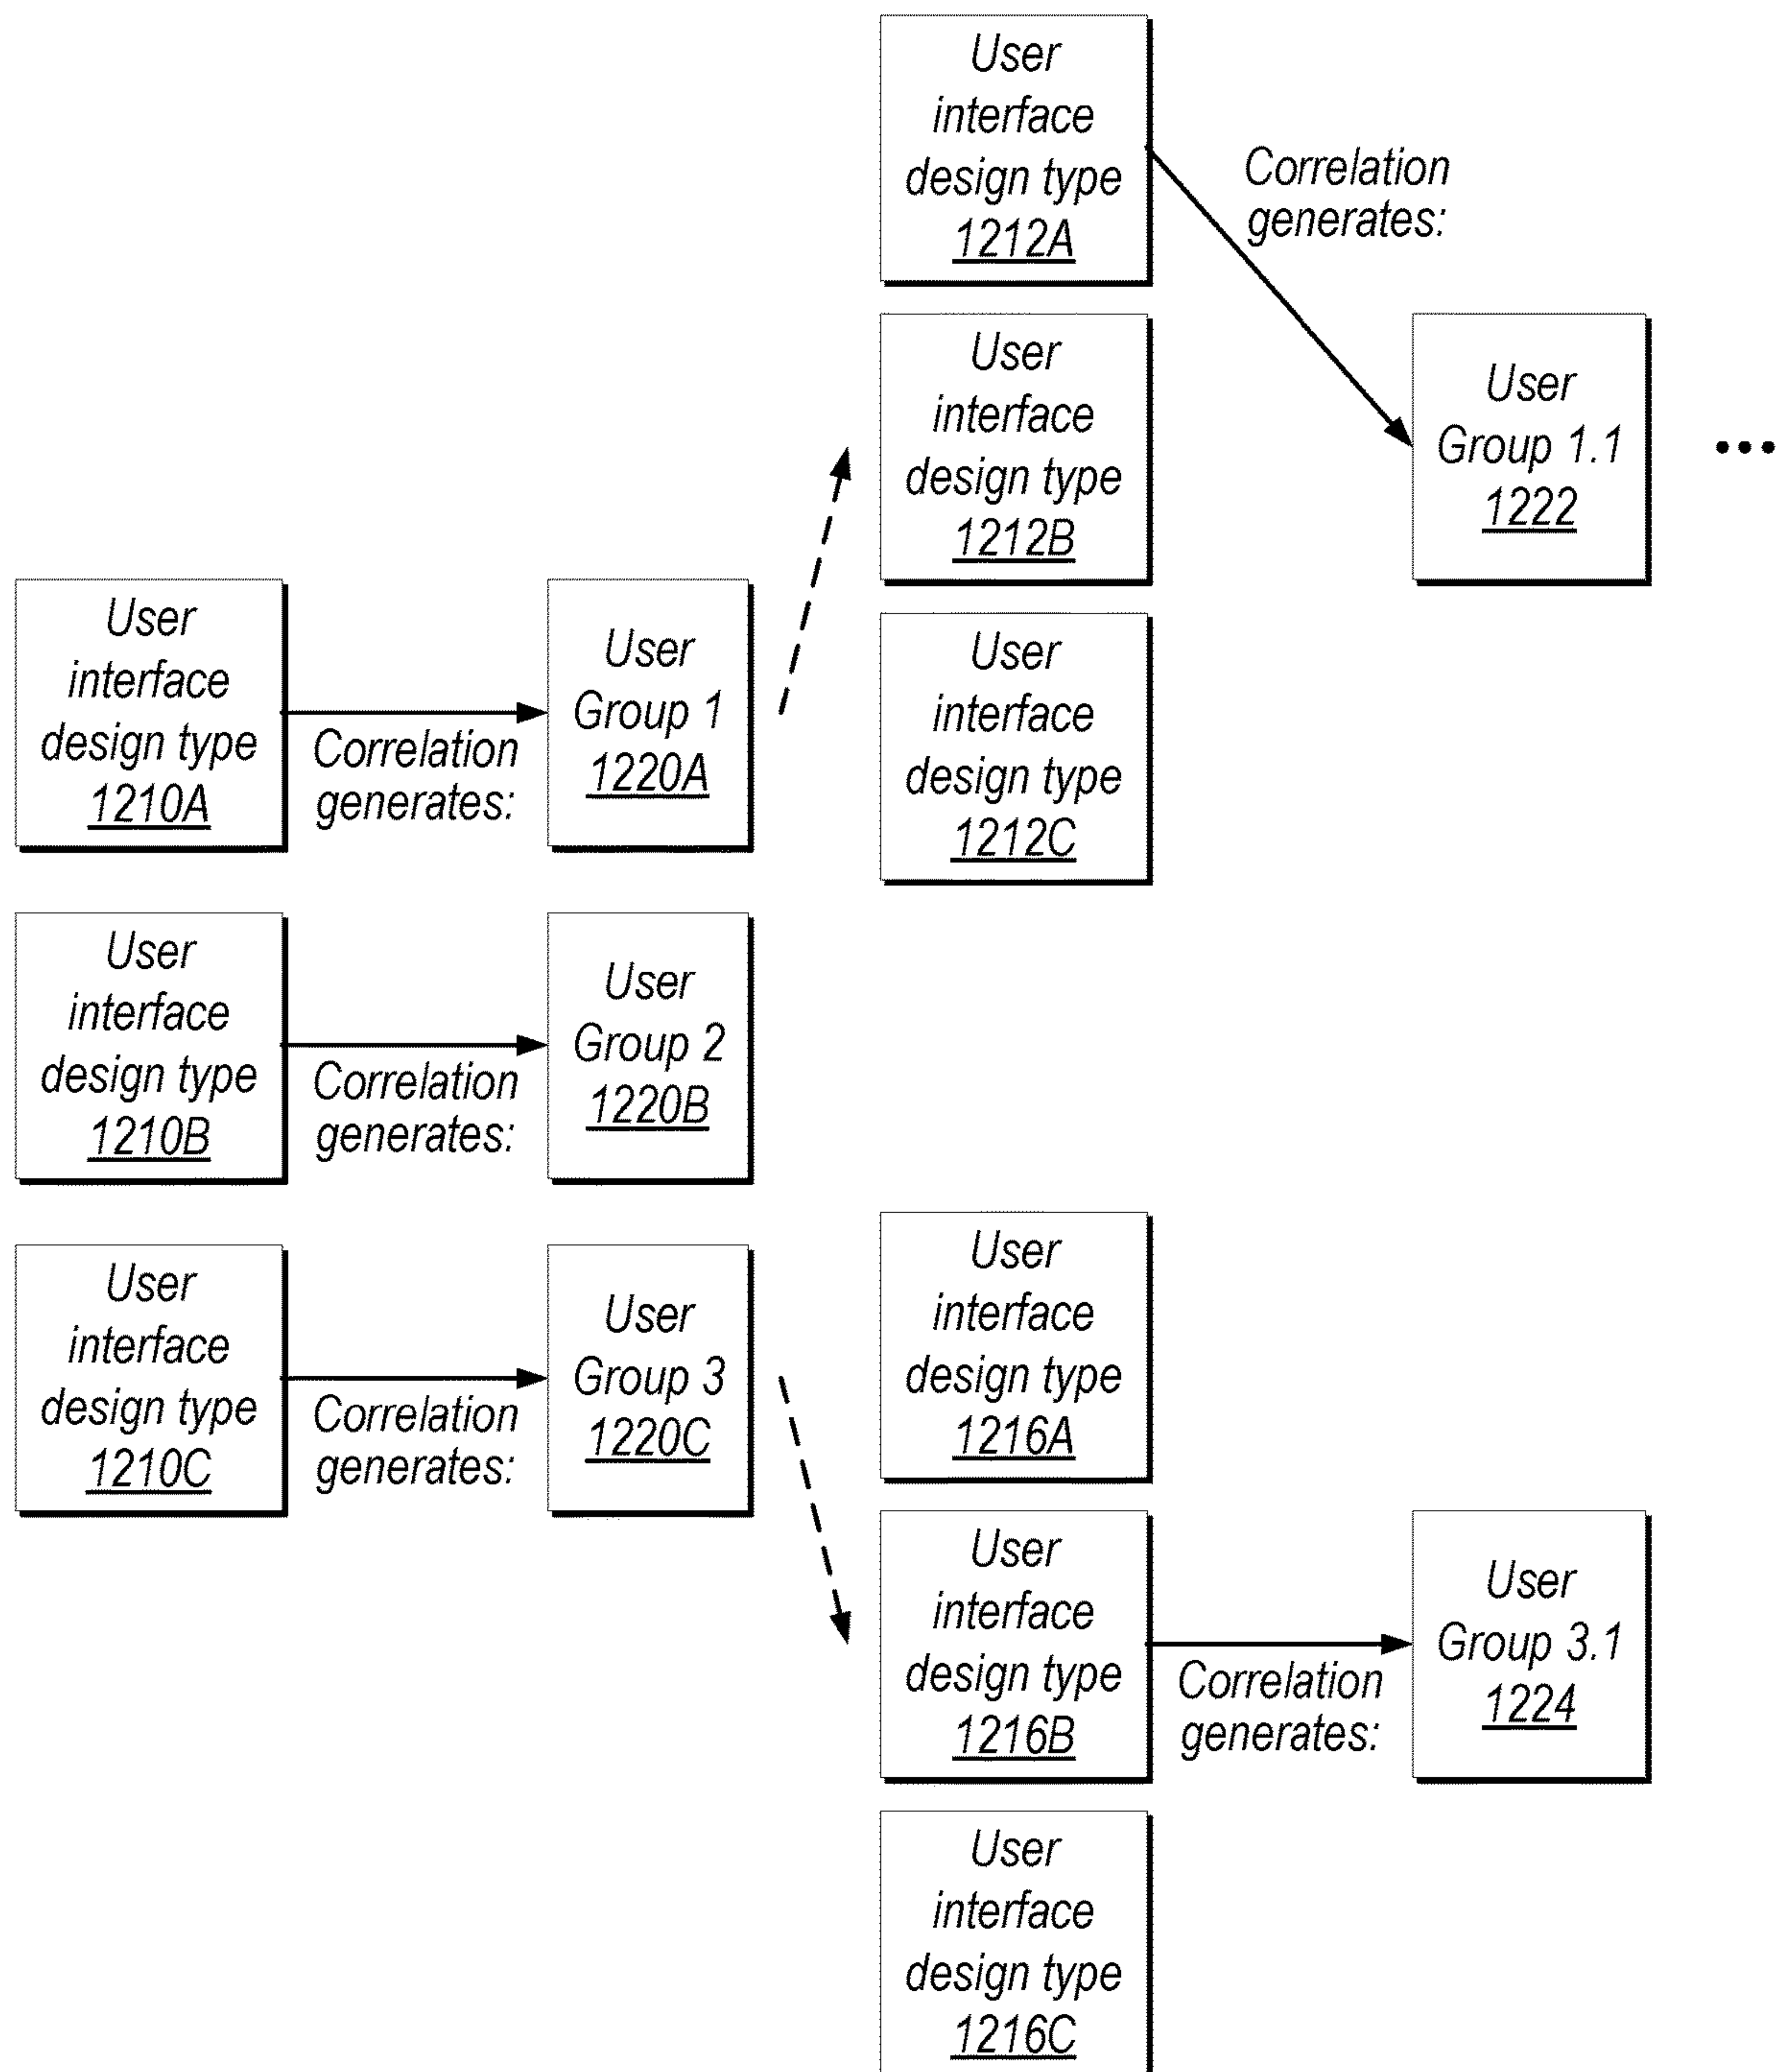 User
interface
design type
1212A
Correlation
generates:
User
interface
design type
1212B
User
Group 1.1
1222
•••
User
interface
design type
1210A
Correlation
generates:
User
Group 1
1220A
User
interface
design type
1212C
User
interface
design type
1210B
Correlation
generates:
User
Group 2
1220B
User
interface
design type
1210C
Correlation
generates:
User
Group 3
1220C
User
interface
design type
1216A
User
interface
design type
1216B
Correlation
generates:
User
Group 3.1
1224
User
interface
design type
1216C